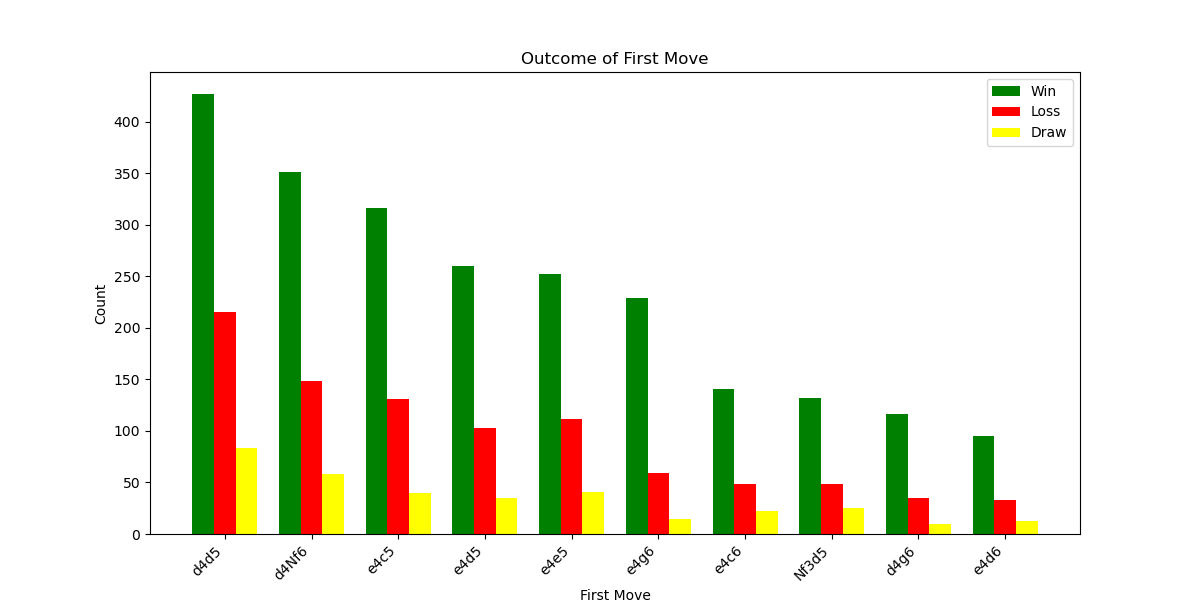 Outcome of First Move
Win
Loss
Draw
400
350
300
250
200
150
100
50
0
Count
d4d5
d4Nf6
e4c5
e4d5
e4e5
e4g6
e4c6
Nf3d5
d4g6
e4d6
First Move